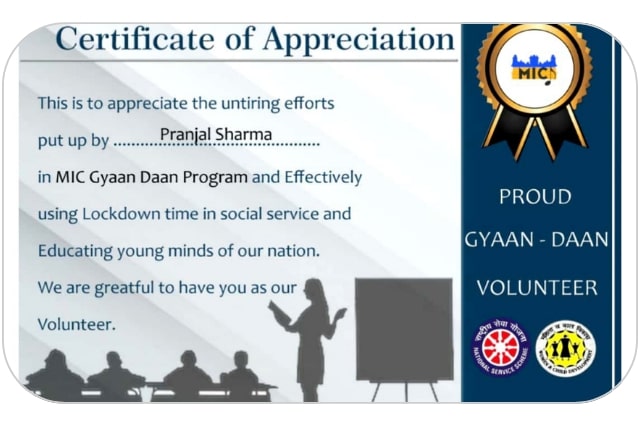 Certificate of Appreciation
This is to appreciate the untiring efforts
put up by ....................................... Pranjal Sharma
in MIC Gyaan Daan Program and Effectively
using Lockdown time in social service and
Educating young minds of our nation.
We are greatful to have you as our
Volunteer.
MIC
PROUD
GYAAN - DAAN
VOLUNTEER
राष्ट्रीय सेवा योजना
NATIONAL SERVICE SCHEME
महिला व बाल विकास
WOMEN & CHILD DEVELOPMENT